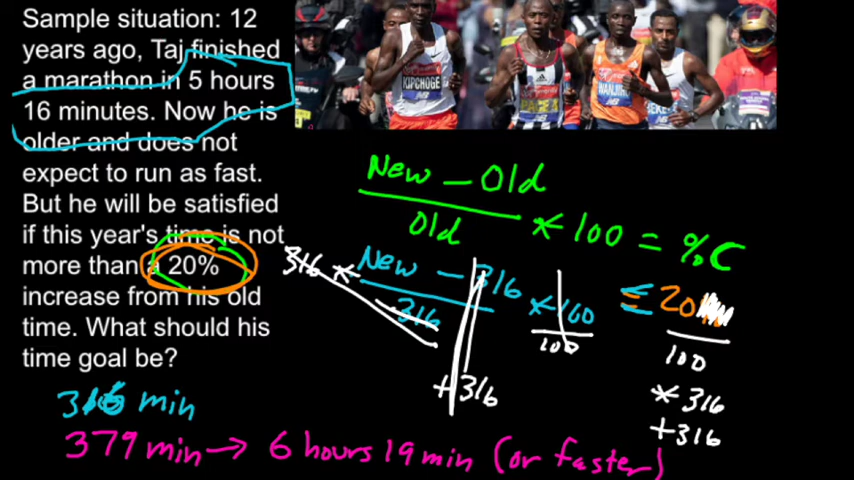 Sample situation: 12
years ago, Taj finished
a marathon in 5 hours
16 minutes. Now he is
older and does not
expect to run as fast.
But he will be satisfied
if this year's time is not
more than a 20%
increase from his old
time. What should his
time goal be?
KIPCHOGE
WANJIRU
New - Old
Old
* 100 = %C
316 *
New - 316
316
* 100
≤ 20
100
100
+316
* 316
+316
316 min
379 min → 6 hours 19 min (or faster)